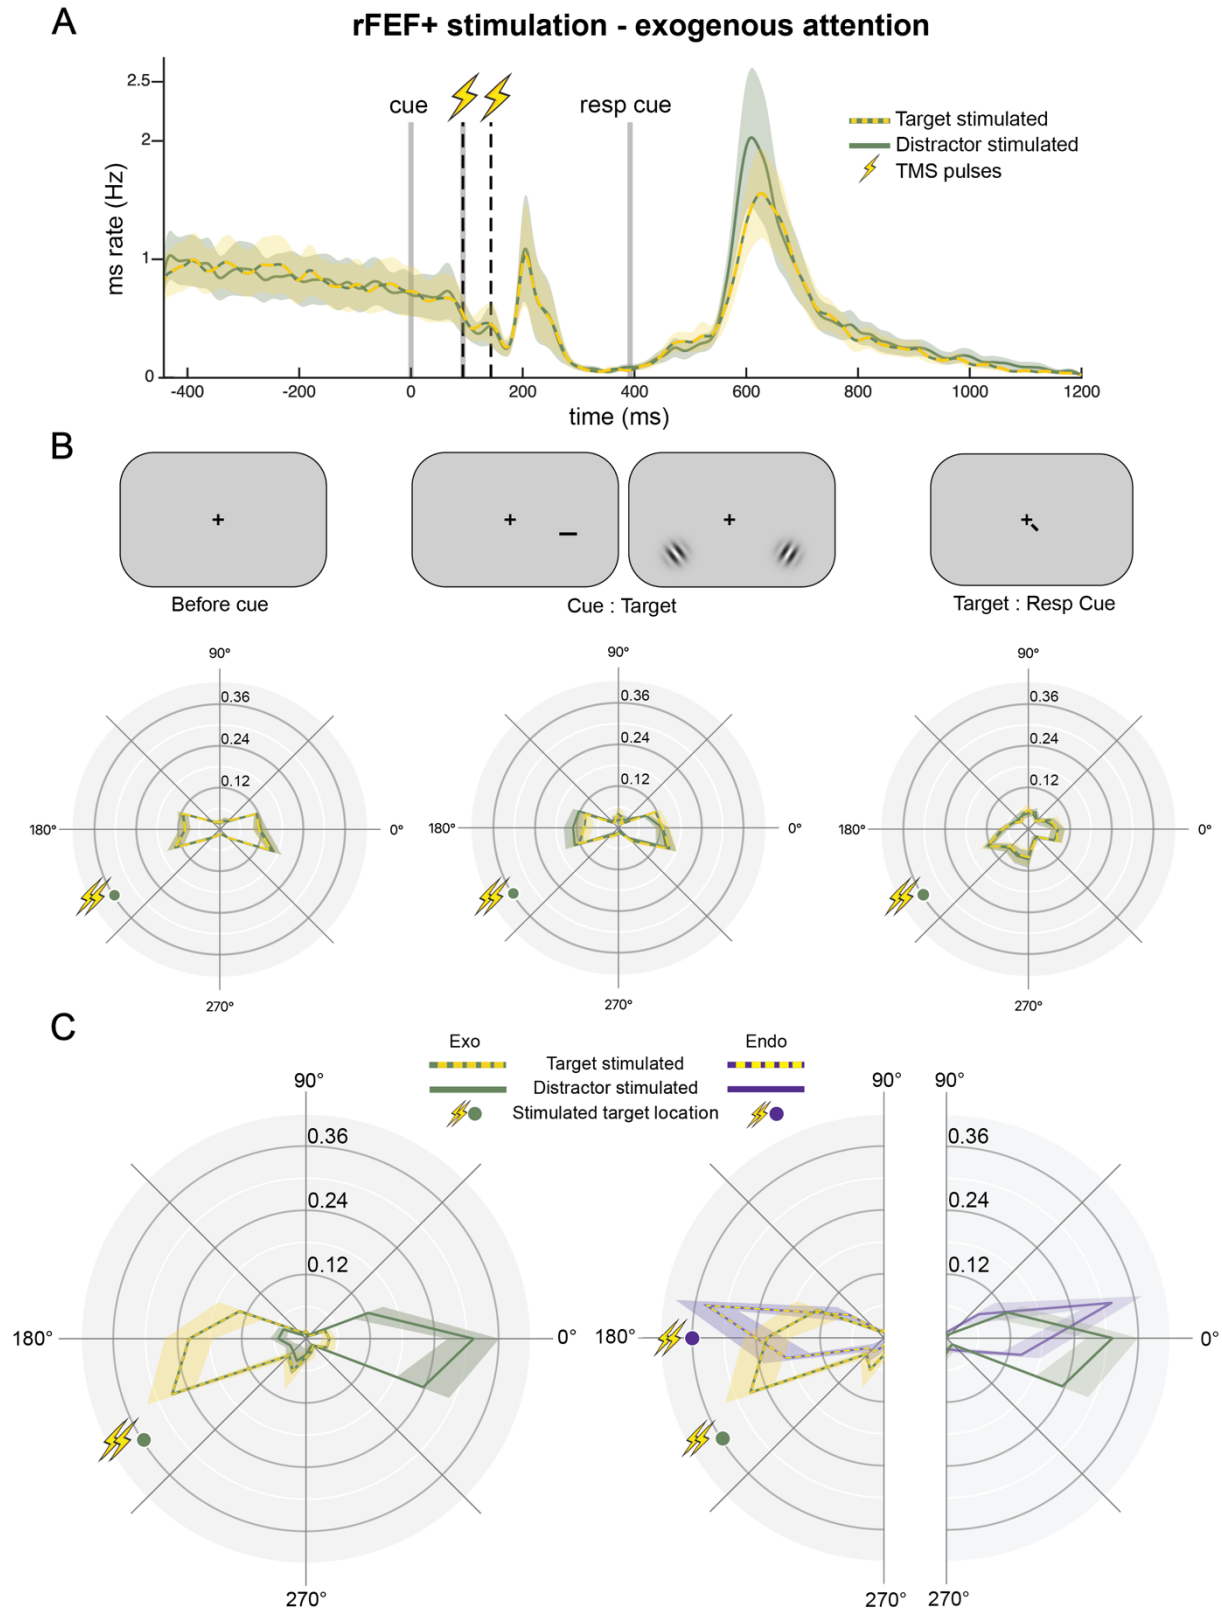 A
rFEF+ stimulation - exogenous attention
2.5
2
1
0
ms rate (Hz)
cue
resp cue
Target stimulated
Distractor stimulated
TMS pulses
-400 -200 0 200 400 600 800 1000 1200
time (ms)
B
+ + + +
Before cue
Cue : Target
Target : Resp Cue
90° 90° 90°
0.36 0.36 0.36
0.24 0.24 0.24
0.12 0.12 0.12
180° 0° 180° 0° 180° 0°
270° 270° 270°
C
Exo Endo
Target stimulated
Distractor stimulated
Stimulated target location
90° 90° 90°
0.36 0.36
0.24 0.24
0.12 0.12
180° 0° 180° 0°
270° 270° 270°